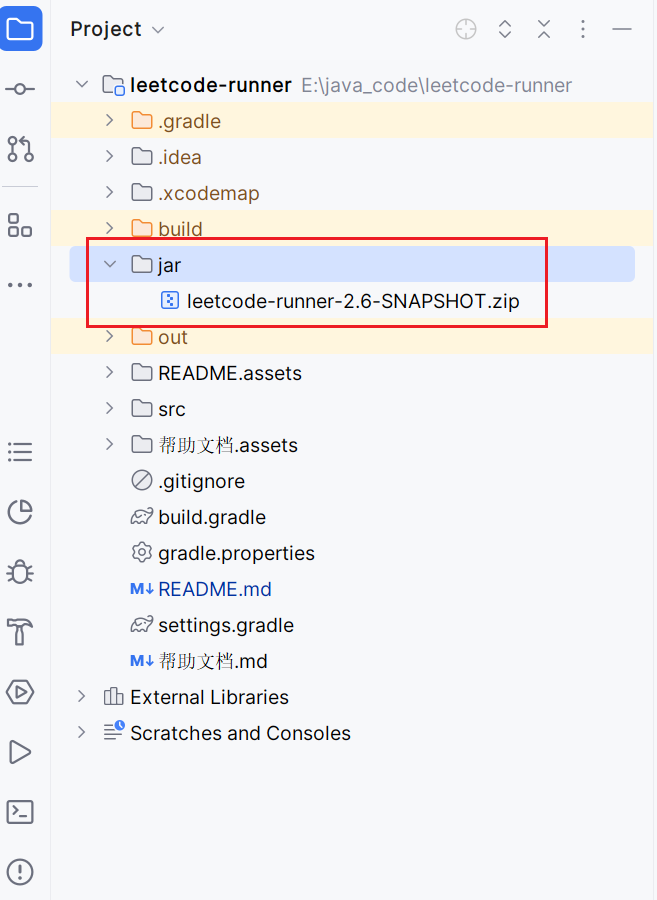 Project
leetcode-runner E:\java_code\leetcode-runner
.gradle
.idea
.xcodemap
build
jar
leetcode-runner-2.6-SNAPSHOT.zip
out
README.assets
src
帮助文档.assets
.gitignore
build.gradle
gradle.properties
M↓ README.md
settings.gradle
M↓ 帮助文档.md
External Libraries
Scratches and Consoles